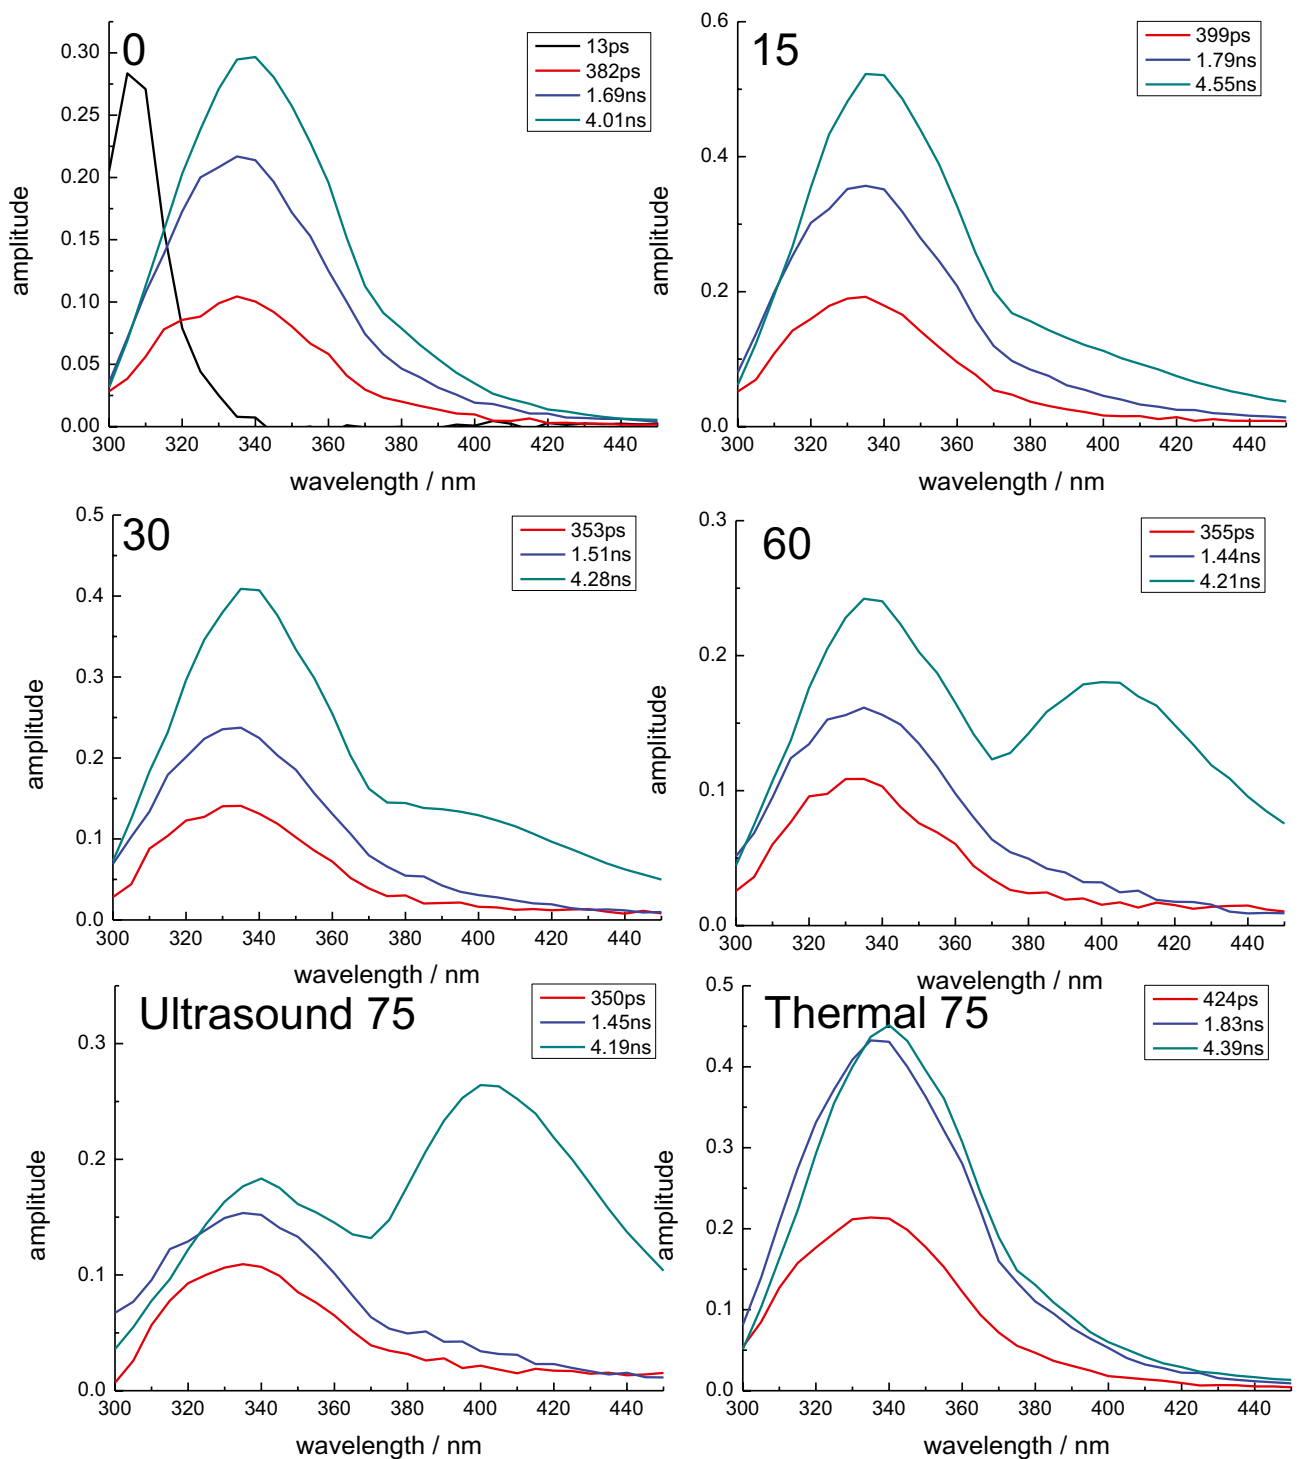 0
13ps
382ps
1.69ns
4.01ns
0.30
0.25
0.20
0.15
0.10
0.05
0.00
amplitude
300 320 340 360 380 400 420 440
wavelength / nm
15
399ps
1.79ns
4.55ns
0.6
0.4
0.2
0.0
amplitude
300 320 340 360 380 400 420 440
wavelength / nm
30
353ps
1.51ns
4.28ns
0.5
0.4
0.3
0.2
0.1
0.0
amplitude
300 320 340 360 380 400 420 440
wavelength / nm
60
355ps
1.44ns
4.21ns
0.3
0.2
0.1
0.0
amplitude
300 320 340 360 380 400 420 440
wavelength / nm
Ultrasound 75
350ps
1.45ns
4.19ns
0.3
0.2
0.1
0.0
amplitude
300 320 340 360 380 400 420 440
wavelength / nm
Thermal 75
424ps
1.83ns
4.39ns
0.5
0.4
0.3
0.2
0.1
0.0
amplitude
300 320 340 360 380 400 420 440
wavelength / nm